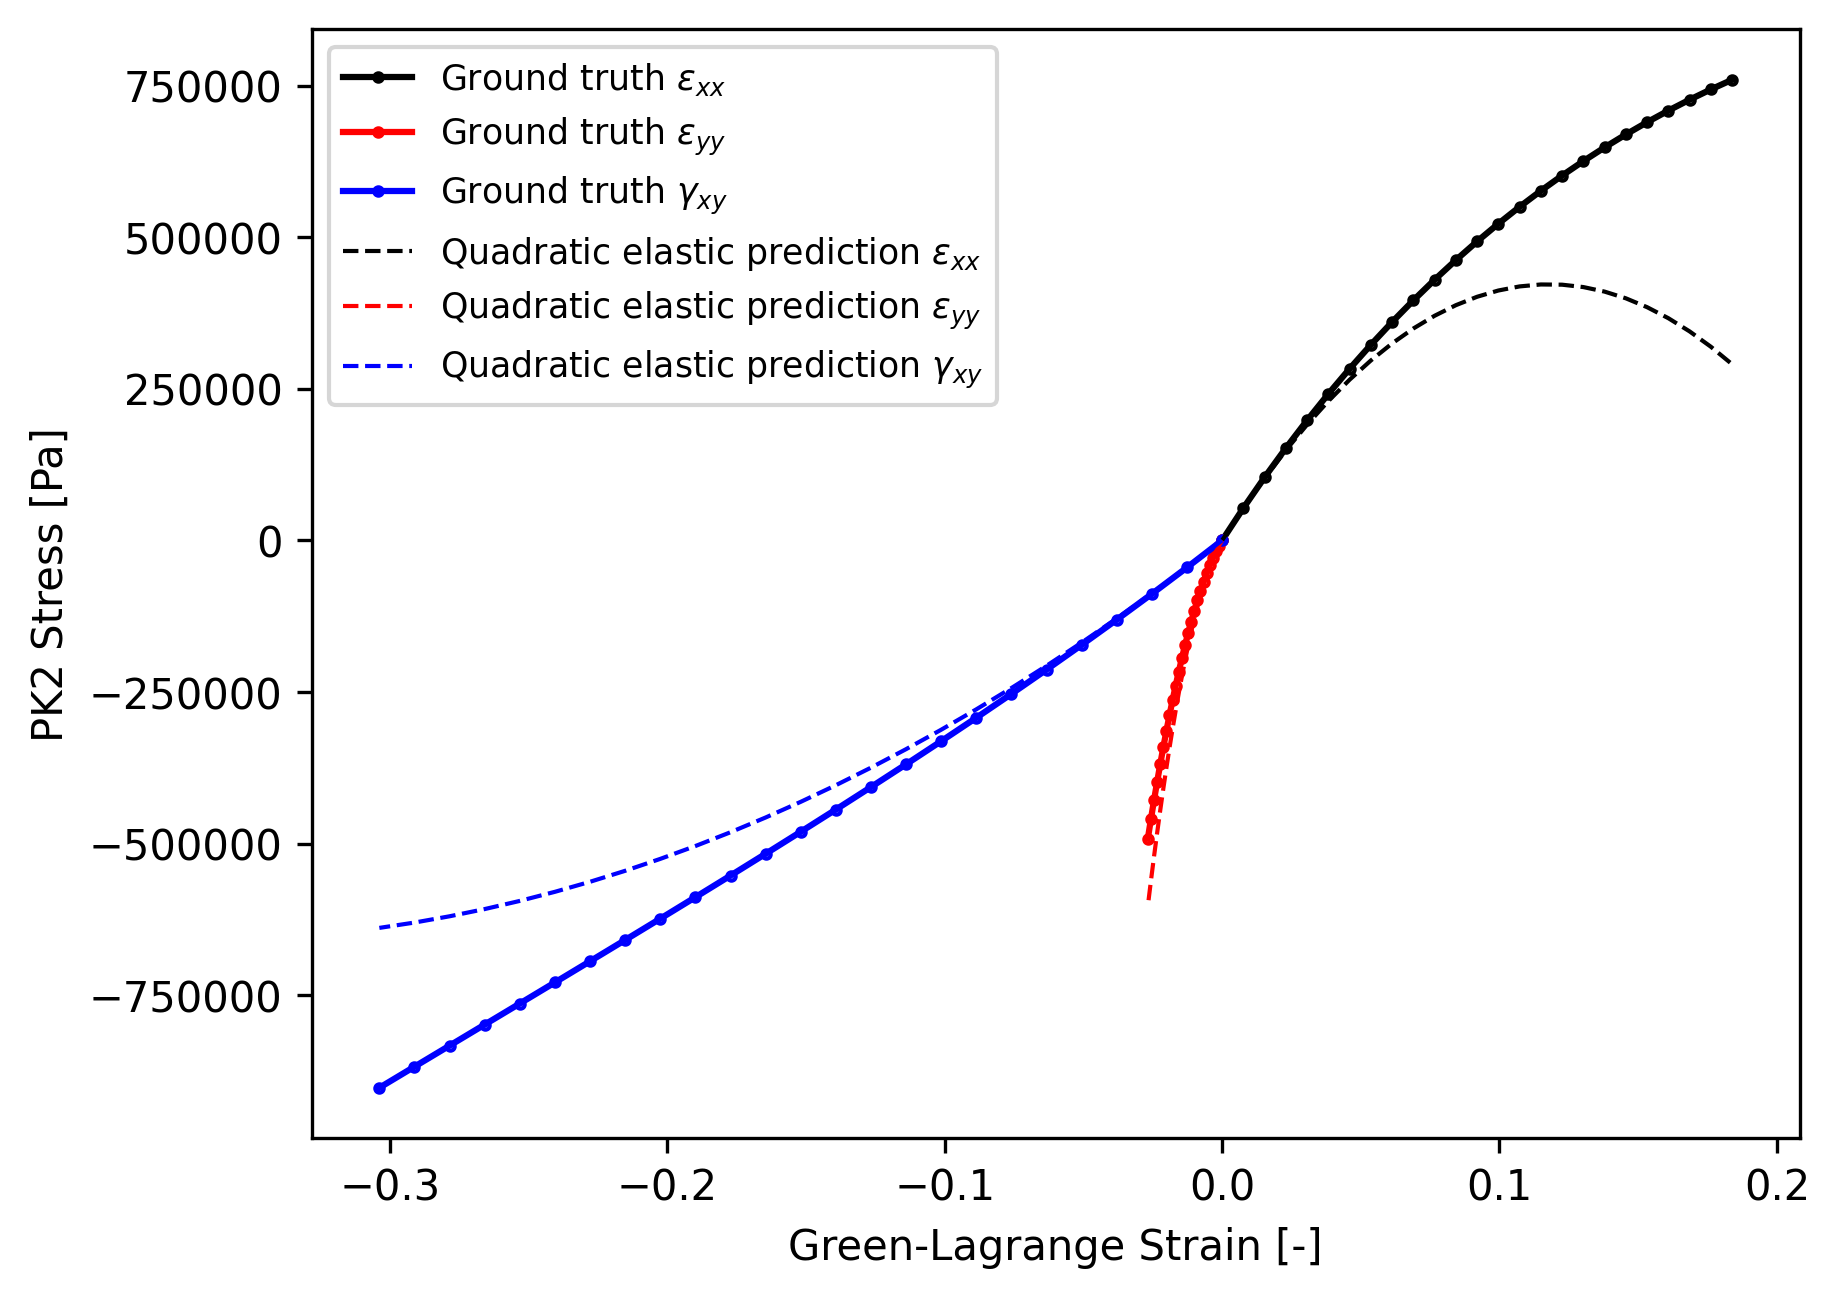 Ground truth εxx
Ground truth εyy
Ground truth γxy
Quadratic elastic prediction εxx
Quadratic elastic prediction εyy
Quadratic elastic prediction γxy
750000
500000
250000
0
−250000
−500000
−750000
PK2 Stress [Pa]
−0.3 −0.2 −0.1 0.0 0.1 0.2
Green-Lagrange Strain [-]